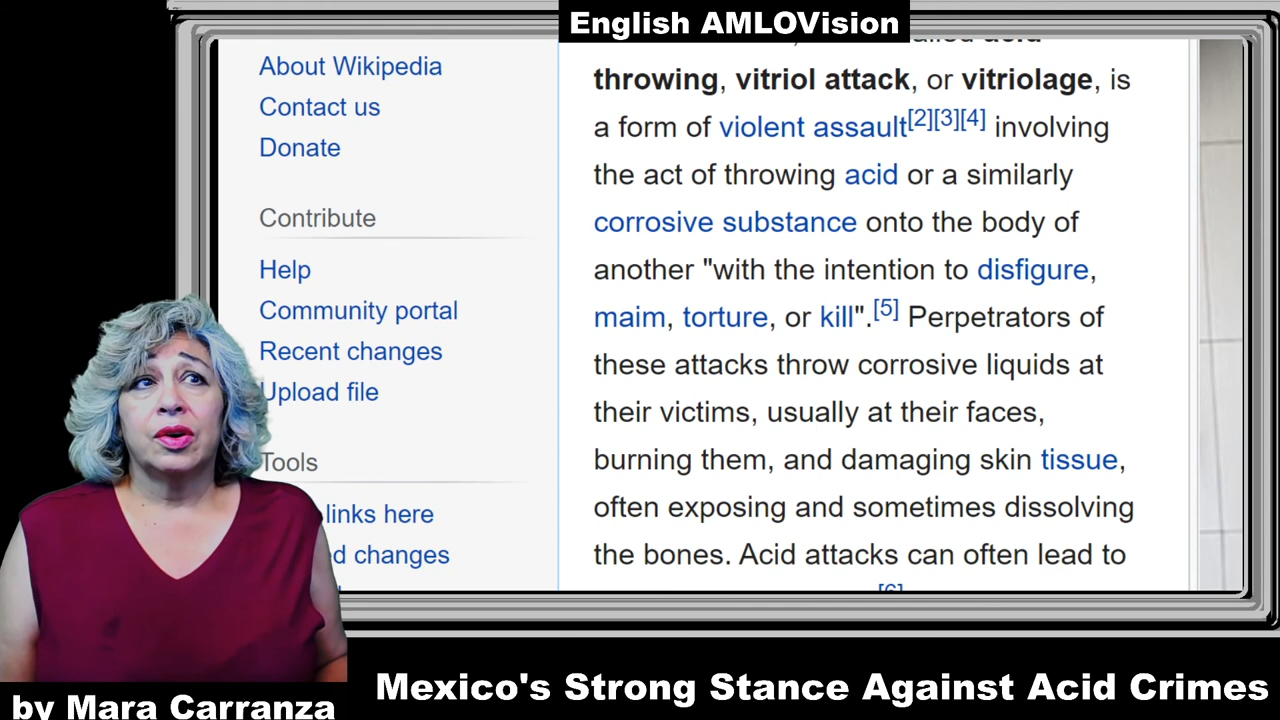 English AMLOVision
About Wikipedia
Contact us
Donate
Contribute
Help
Community portal
Recent changes
Upload file
Tools
links here
changes
acid
throwing, vitriol attack, or vitriolage, is
a form of violent assault[2][3][4] involving
the act of throwing acid or a similarly
corrosive substance onto the body of
another "with the intention to disfigure,
maim, torture, or kill".[5] Perpetrators of
these attacks throw corrosive liquids at
their victims, usually at their faces,
burning them, and damaging skin tissue,
often exposing and sometimes dissolving
the bones. Acid attacks can often lead to
[6]
by Mara Carranza
Mexico's Strong Stance Against Acid Crimes